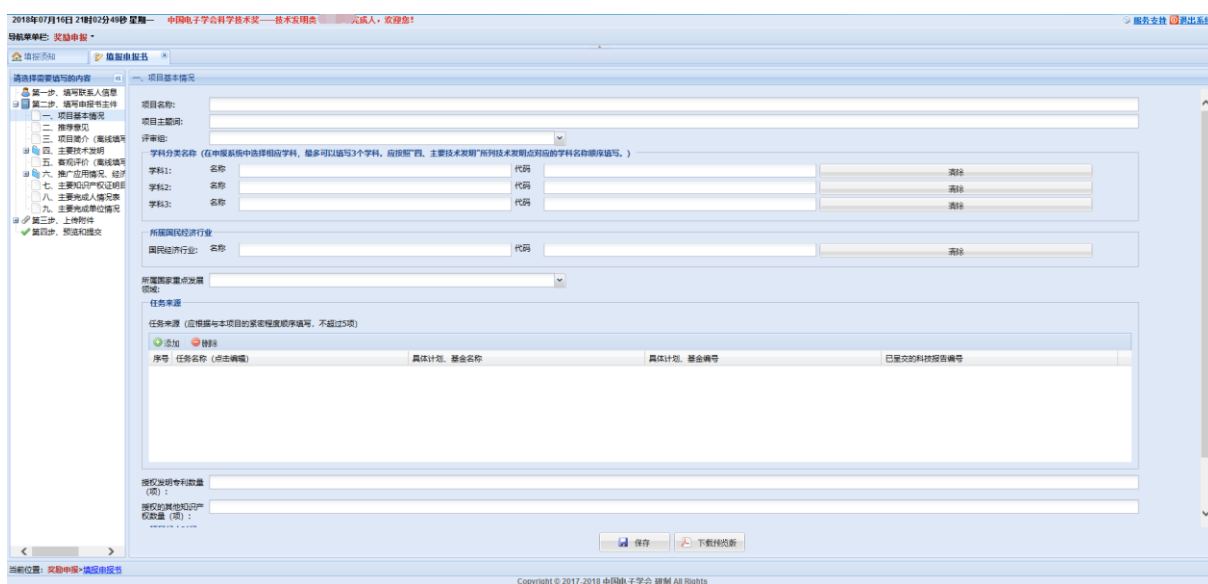 2018年07月16日 21时02分49秒 星期一 中国电子学会科学技术奖——技术发明类 完成人，欢迎您！ 服务支持 退出系统
导航菜单栏: 奖励申报
填报须知 填报申报书
请选择需要填写的内容 一、项目基本情况
第一步、填写联系人信息
第二步、填写申报书主件
一、项目基本情况
二、推荐意见
三、项目简介（离线填写
四、主要技术发明
五、客观评价（离线填写
六、推广应用情况、经济
七、主要知识产权证明目
八、主要完成人情况表
九、主要完成单位情况
第三步、上传附件
第四步、预览和提交
项目名称:
项目主题词:
评审组:
学科分类名称（在申报系统中选择相应学科，最多可以填写3个学科，应按照"四、主要技术发明"所列技术发明点对应的学科名称顺序填写。）
学科1: 名称 代码 清除
学科2: 名称 代码 清除
学科3: 名称 代码 清除
所属国民经济行业
国民经济行业: 名称 代码 清除
所属国家重点发展
领域:
任务来源
任务来源（应根据与本项目的紧密程度顺序填写，不超过5项）
添加 删除
序号 任务名称（点击编辑） 具体计划、基金名称 具体计划、基金编号 已呈交的科技报告编号
授权发明专利数量
（项）:
授权的其他知识产
权数量（项）:
保存 下载预览版
当前位置: 奖励申报>填报申报书
Copyright © 2017-2018 中国电子学会 研制 All Rights